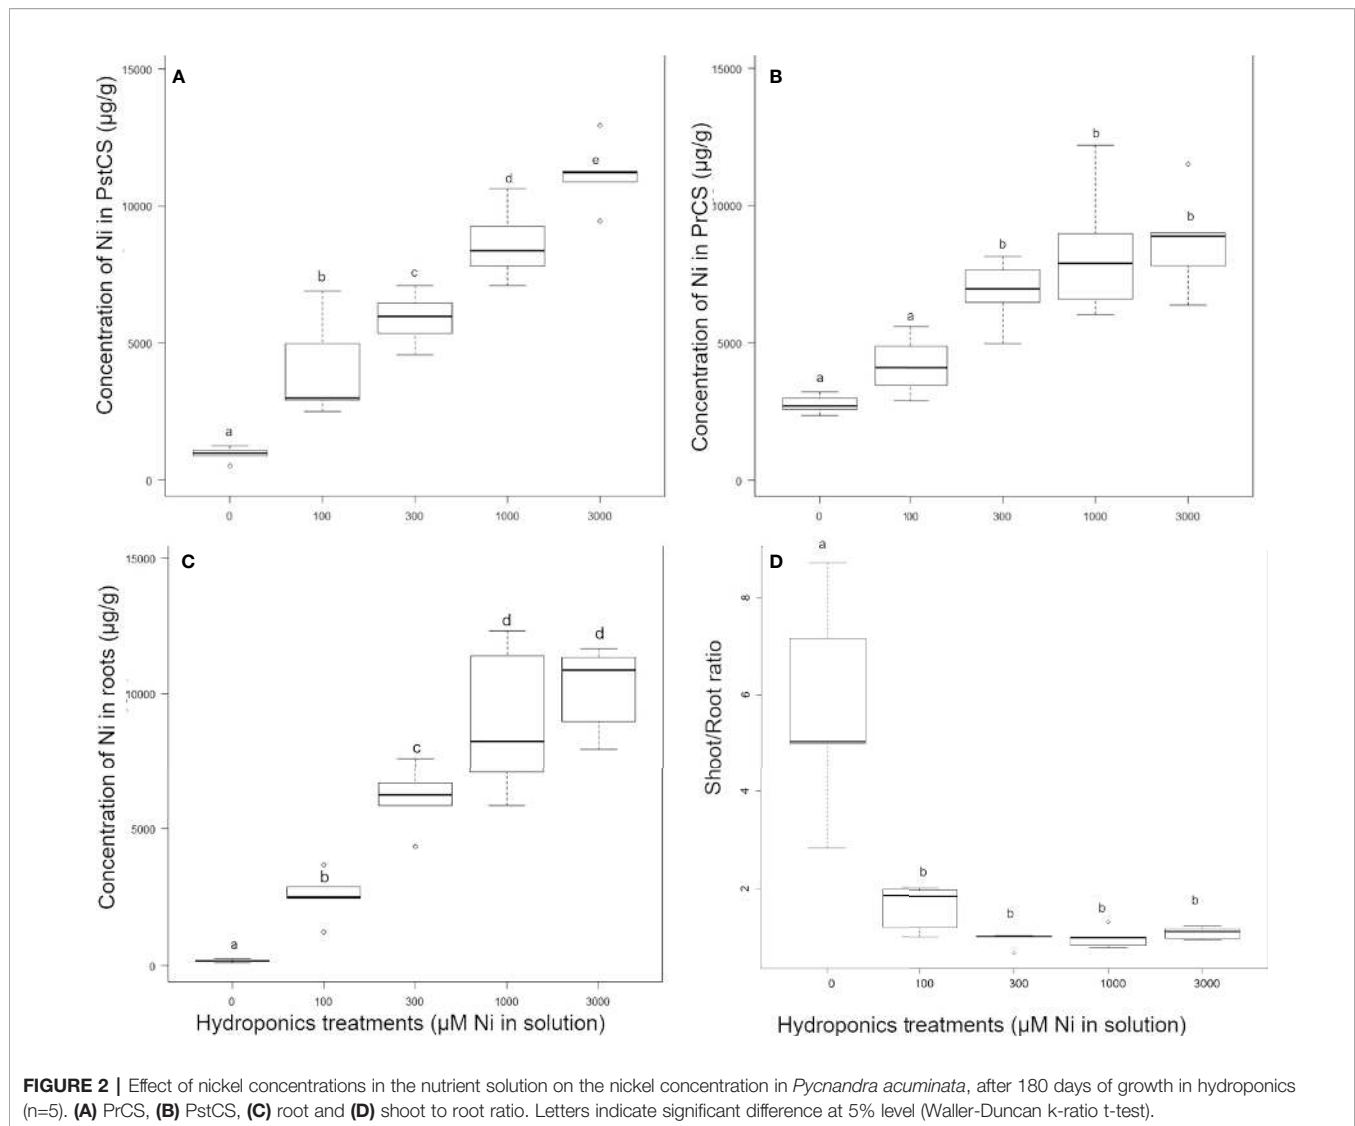 A
Concentration of Ni in PstCS (µg/g)
15000
10000
5000
0
a
b
c
d
e
0 100 300 1000 3000
B
Concentration of Ni in PrCS (µg/g)
15000
10000
5000
0
a
a
b
b
b
0 100 300 1000 3000
C
Concentration of Ni in roots (µg/g)
15000
10000
5000
0
a
b
c
d
d
0 100 300 1000 3000
Hydroponics treatments (µM Ni in solution)
D
Shoot/Root ratio
8
6
4
2
a
b
b
b
b
0 100 300 1000 3000
Hydroponics treatments (µM Ni in solution)
FIGURE 2 | Effect of nickel concentrations in the nutrient solution on the nickel concentration in Pycnandra acuminata, after 180 days of growth in hydroponics
(n=5). (A) PrCS, (B) PstCS, (C) root and (D) shoot to root ratio. Letters indicate significant difference at 5% level (Waller-Duncan k-ratio t-test).